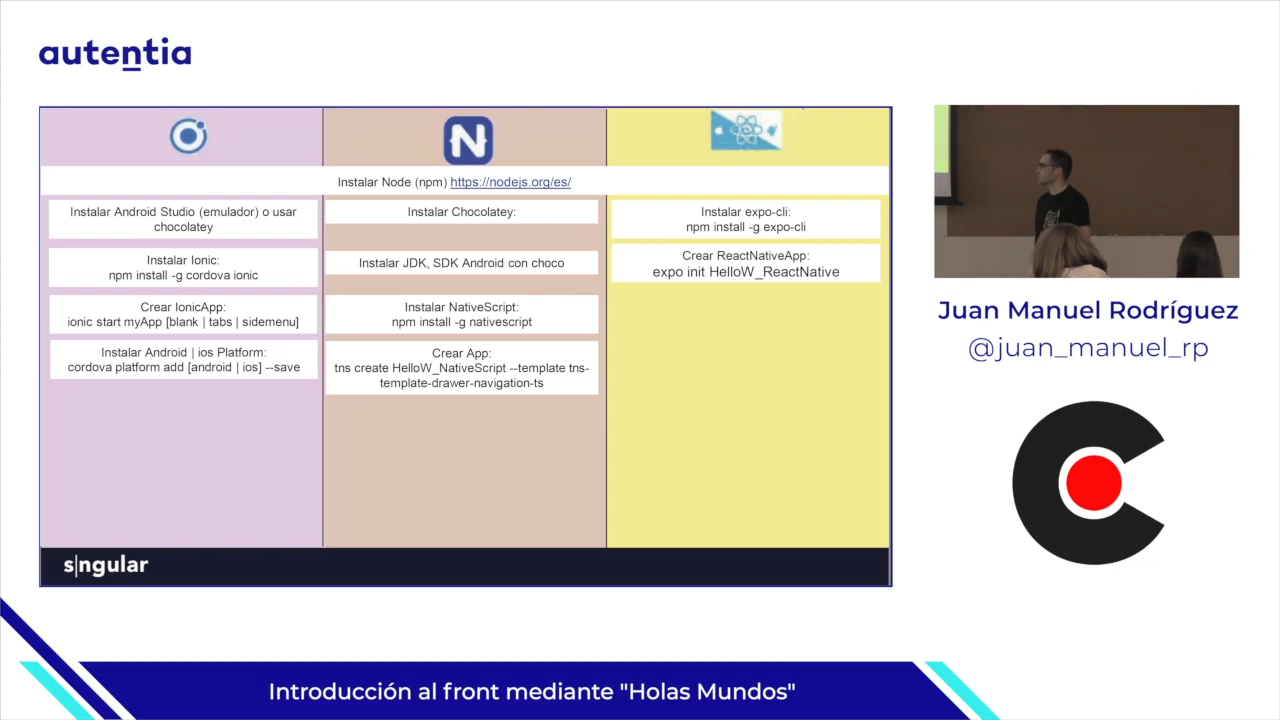 autentia
N
Instalar Node (npm) https://nodejs.org/es/
Instalar Android Studio (emulador) o usar
chocolatey
Instalar Ionic:
npm install -g cordova ionic
Crear IonicApp:
ionic start myApp [blank | tabs | sidemenu]
Instalar Android | ios Platform:
cordova platform add [android | ios] --save
Instalar Chocolatey:
Instalar JDK, SDK Android con choco
Instalar NativeScript:
npm install -g nativescript
Crear App:
tns create HelloW_NativeScript --template tns-
template-drawer-navigation-ts
Instalar expo-cli:
npm install -g expo-cli
Crear ReactNativeApp:
expo init HelloW_ReactNative
s|ngular
Juan Manuel Rodríguez
@juan_manuel_rp
Introducción al front mediante "Holas Mundos"